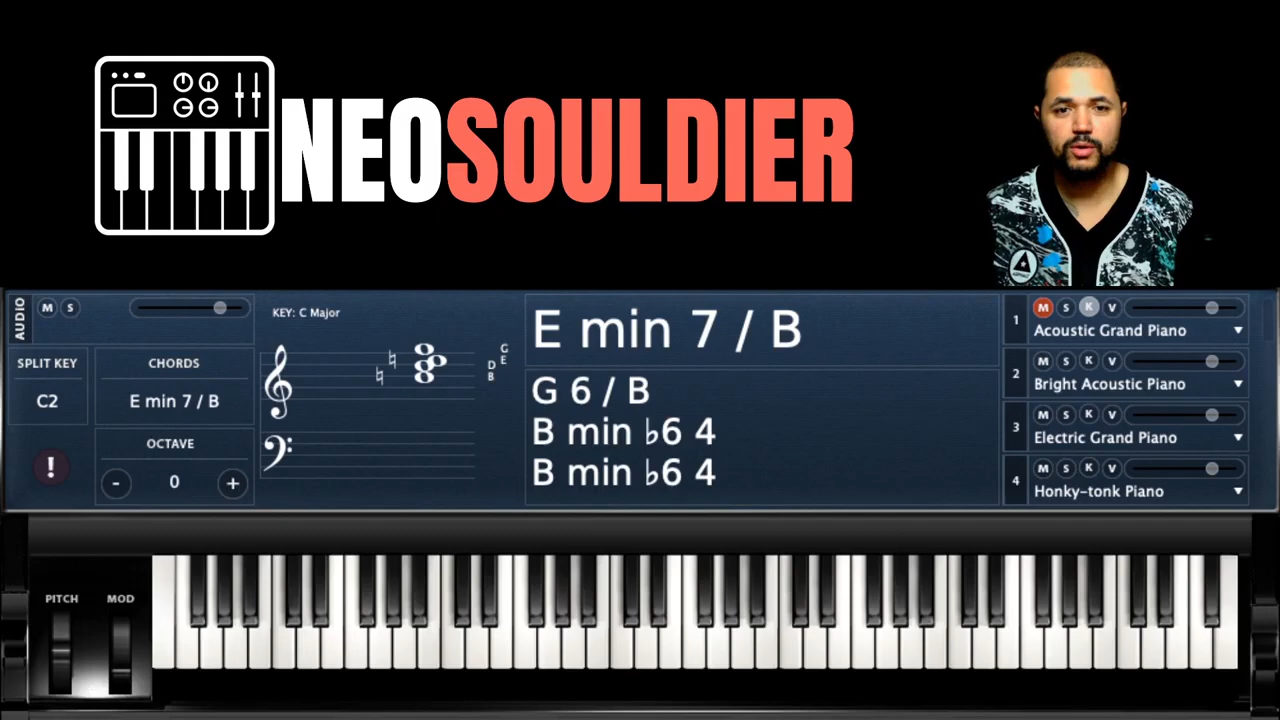 NEOSOULDIER
AUDIO
M S
SPLIT KEY
C2
!
CHORDS
E min 7 / B
OCTAVE
- 0 +
KEY: C Major
G
E
D
B
E min 7 / B
G 6 / B
B min ♭6 4
B min ♭6 4
1
M S K V
Acoustic Grand Piano
2
M S K V
Bright Acoustic Piano
3
M S K V
Electric Grand Piano
4
M S K V
Honky-tonk Piano
PITCH MOD